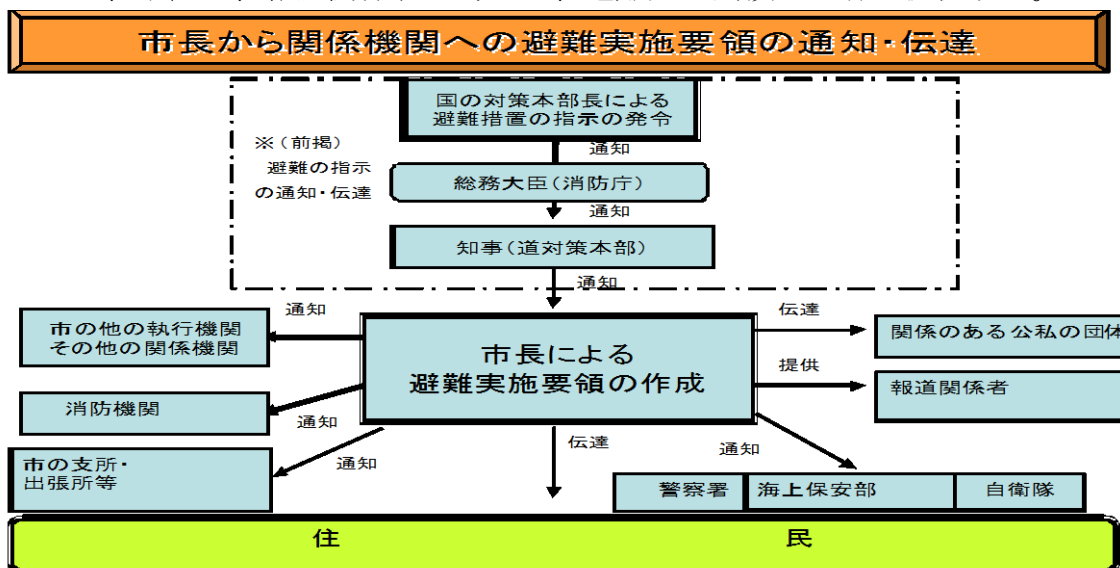 市長から関係機関への避難実施要領の通知・伝達
国の対策本部長による
避難措置の指示の発令
※（前掲）
避難の指示
の通知・伝達
通知
総務大臣（消防庁）
通知
知事（道対策本部）
通知
通知
市の他の執行機関
その他の関係機関
市長による
避難実施要領の作成
伝達
関係のある公私の団体
提供
報道関係者
消防機関
通知
市の支所・
出張所等
通知
伝達
通知
警察署
海上保安部
自衛隊
住 民